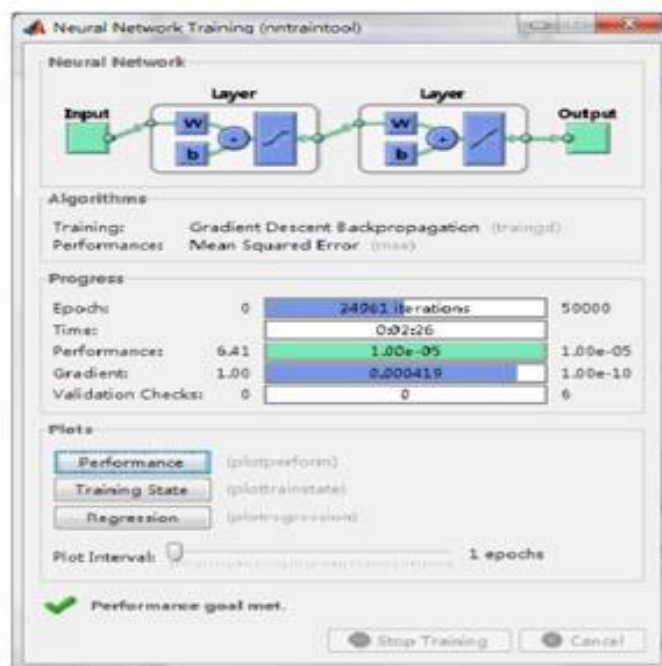 Neural Network Training (nntraintool)
Neural Network
Layer Layer
Input Output
W W
b b
Algorithms
Training: Gradient Descent Backpropagation (traingd)
Performance: Mean Squared Error (mse)
Progress
Epoch: 0 24961 iterations 50000
Time: 0:02:26
Performance: 6.41 1.00e-05 1.00e-05
Gradient: 1.00 0.000419 1.00e-10
Validation Checks: 0 0 6
Plots
Performance (plotperform)
Training State (plottrainstate)
Regression (plotregression)
Plot Interval: 1 epochs
Performance goal met.
Stop Training Cancel